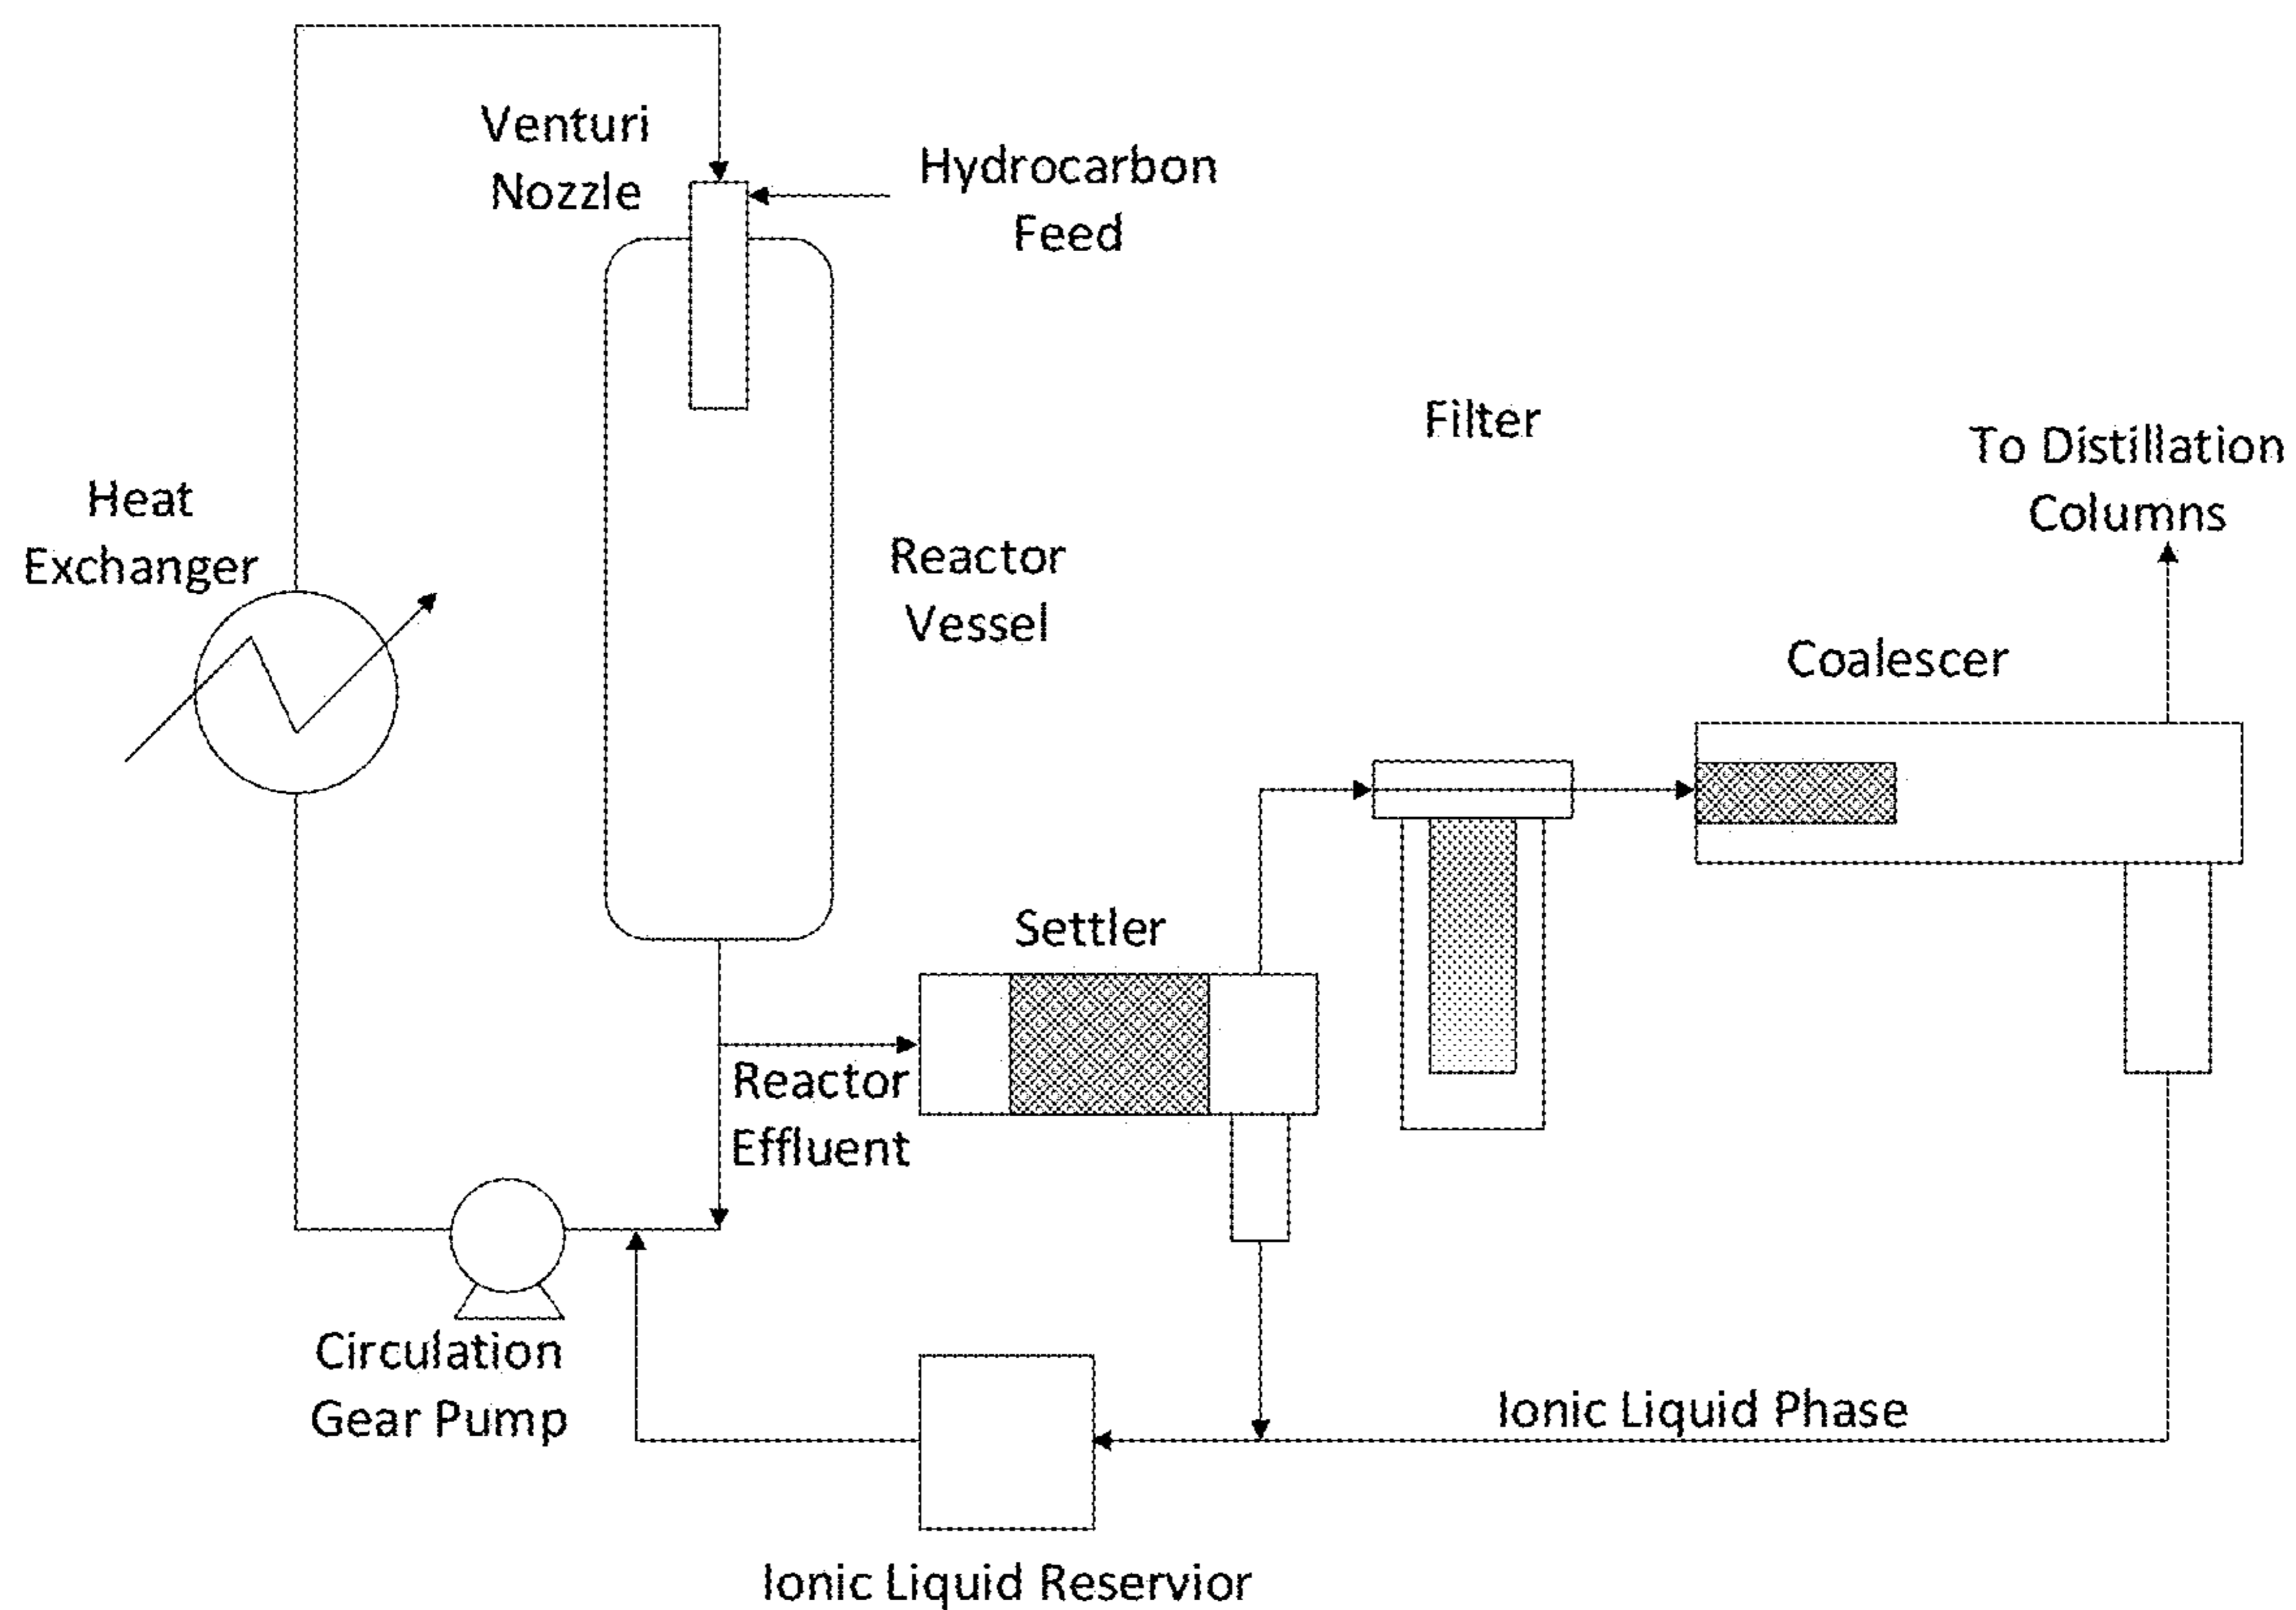 Venturi
Nozzle
Hydrocarbon
Feed
Filter
To Distillation
Columns
Heat
Exchanger
Reactor
Vessel
Coalescer
Settler
Reactor
Effluent
Circulation
Gear Pump
Ionic Liquid Phase
Ionic Liquid Reservior